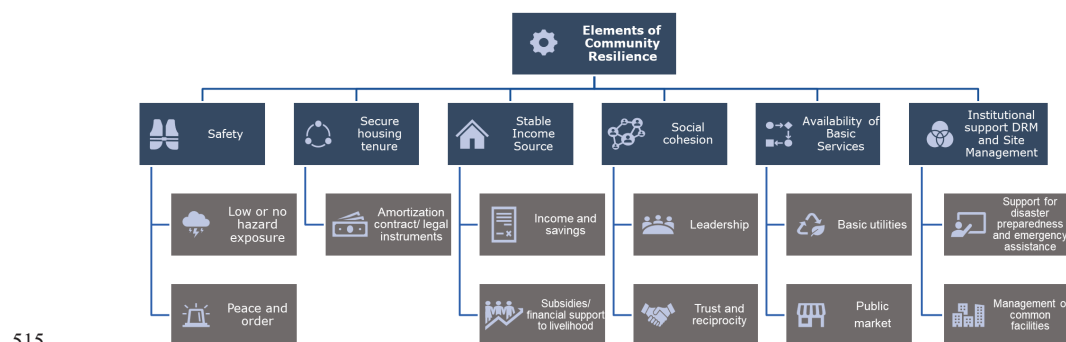 Elements of
Community
Resilience
Safety
Secure
housing
tenure
Stable
Income
Source
Social
cohesion
Availability of
Basic
Services
Institutional
support DRM
and Site
Management
Low or no
hazard
exposure
Amortization
contract/ legal
instruments
Income and
savings
Leadership
Basic utilities
Support for
disaster
preparedness
and emergency
assistance
Peace and
order
Subsidies/
financial support
to livelihood
Trust and
reciprocity
Public
market
Management o
common
facilities
515